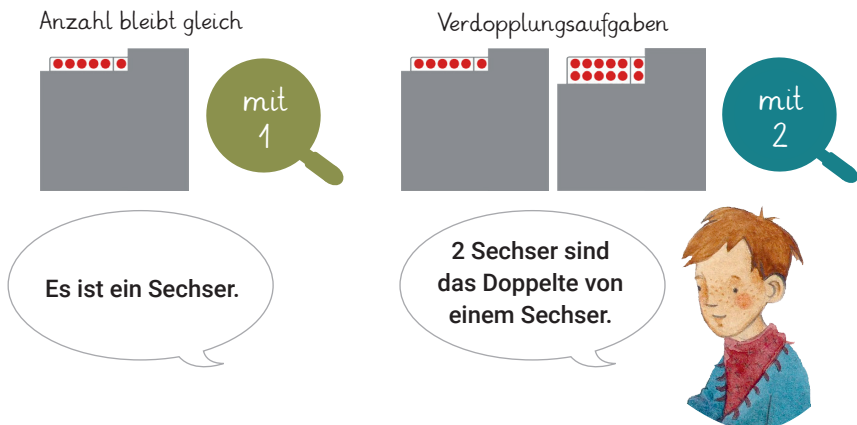 Anzahl bleibt gleich
mit
1
Es ist ein Sechser.
Verdopplungsaufgaben
mit
2
2 Sechser sind
das Doppelte von
einem Sechser.